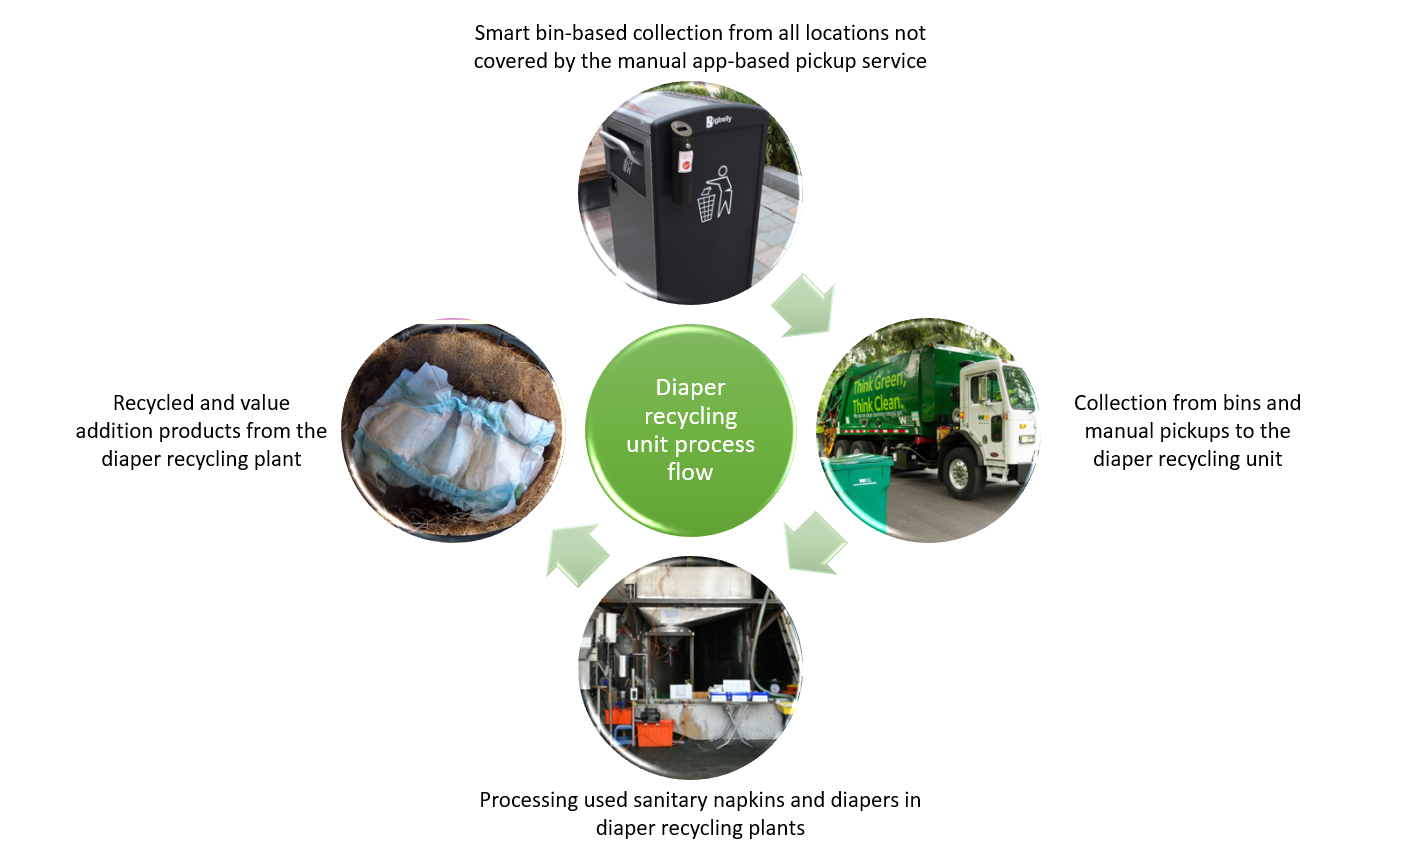 Smart bin-based collection from all locations not
covered by the manual app-based pickup service
Bigbelly
Think Green,
Think Clean.
Diaper
recycling
unit process
flow
Recycled and value
addition products from the
diaper recycling plant
Collection from bins and
manual pickups to the
diaper recycling unit
Processing used sanitary napkins and diapers in
diaper recycling plants